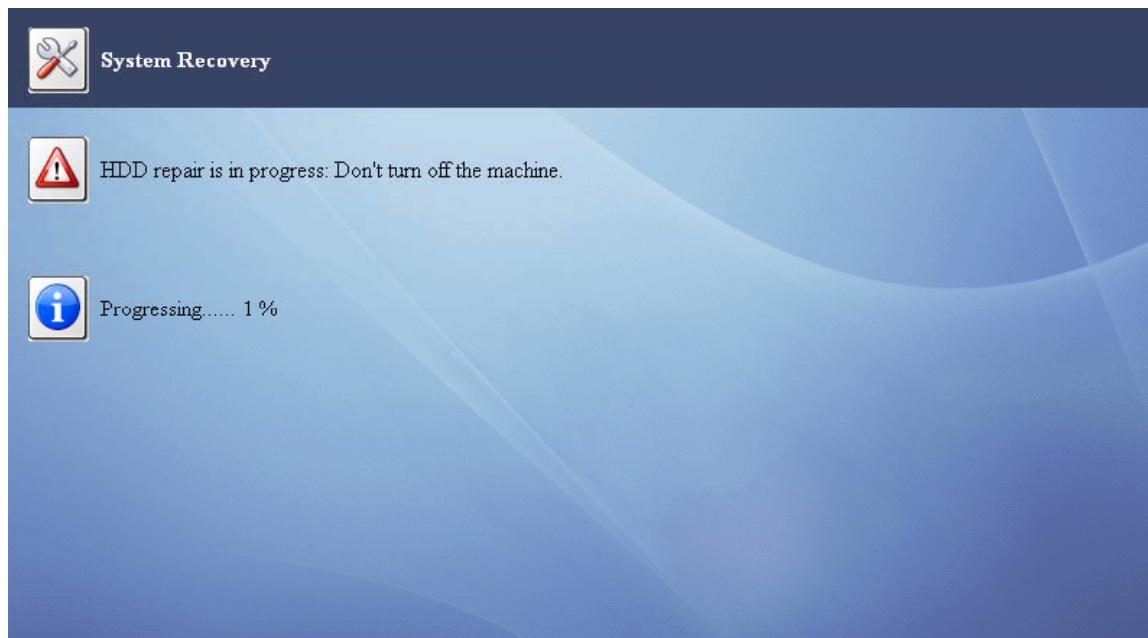 System Recovery
HDD repair is in progress: Don't turn off the machine.
Progressing...... 1 %